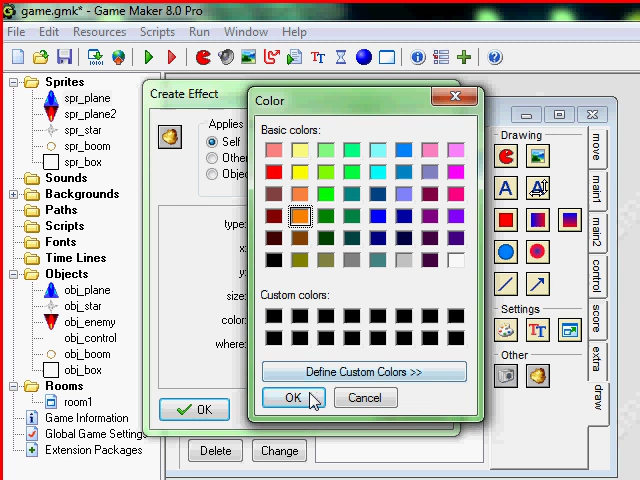 game.gmk* - Game Maker 8.0 Pro
File Edit Resources Scripts Run Window Help
Sprites
spr_plane
spr_plane2
spr_star
spr_boom
spr_box
Sounds
Backgrounds
Paths
Scripts
Fonts
Time Lines
Objects
obj_plane
obj_star
obj_enemy
obj_control
obj_boom
obj_box
Rooms
room1
Game Information
Global Game Settings
Extension Packages
Create Effect
Applies
Self
Other
Object
type:
x:
y:
size:
color:
where:
OK
Color
Basic colors:
Custom colors:
Define Custom Colors >>
OK
Cancel
Delete
Change
Drawing
Settings
Other
move
main1
main2
control
score
extra
draw